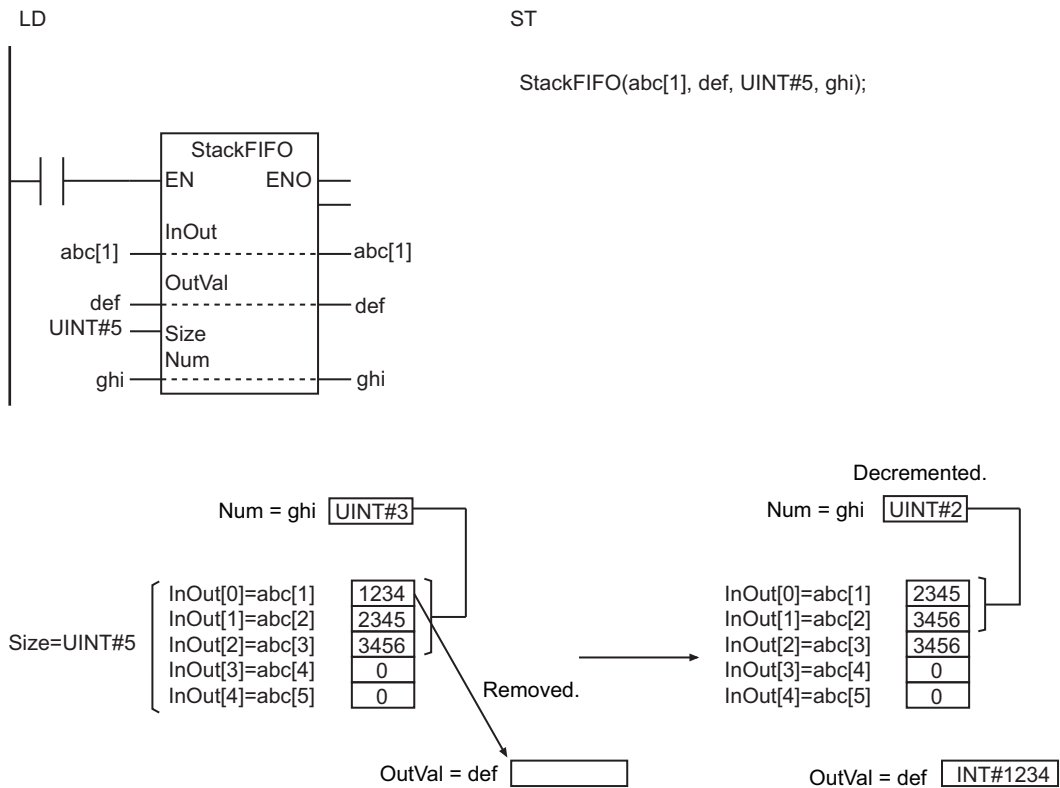 LD
ST
StackFIFO(abc[1], def, UINT#5, ghi);
StackFIFO
EN ENO
InOut
abc[1] abc[1]
OutVal
def def
UINT#5 Size
Num
ghi ghi
Decremented.
Num = ghi UINT#3
Num = ghi UINT#2
Size=UINT#5
InOut[0]=abc[1] 1234
InOut[1]=abc[2] 2345
InOut[2]=abc[3] 3456
InOut[3]=abc[4] 0
InOut[4]=abc[5] 0
Removed.
OutVal = def
InOut[0]=abc[1] 2345
InOut[1]=abc[2] 3456
InOut[2]=abc[3] 3456
InOut[3]=abc[4] 0
InOut[4]=abc[5] 0
OutVal = def INT#1234